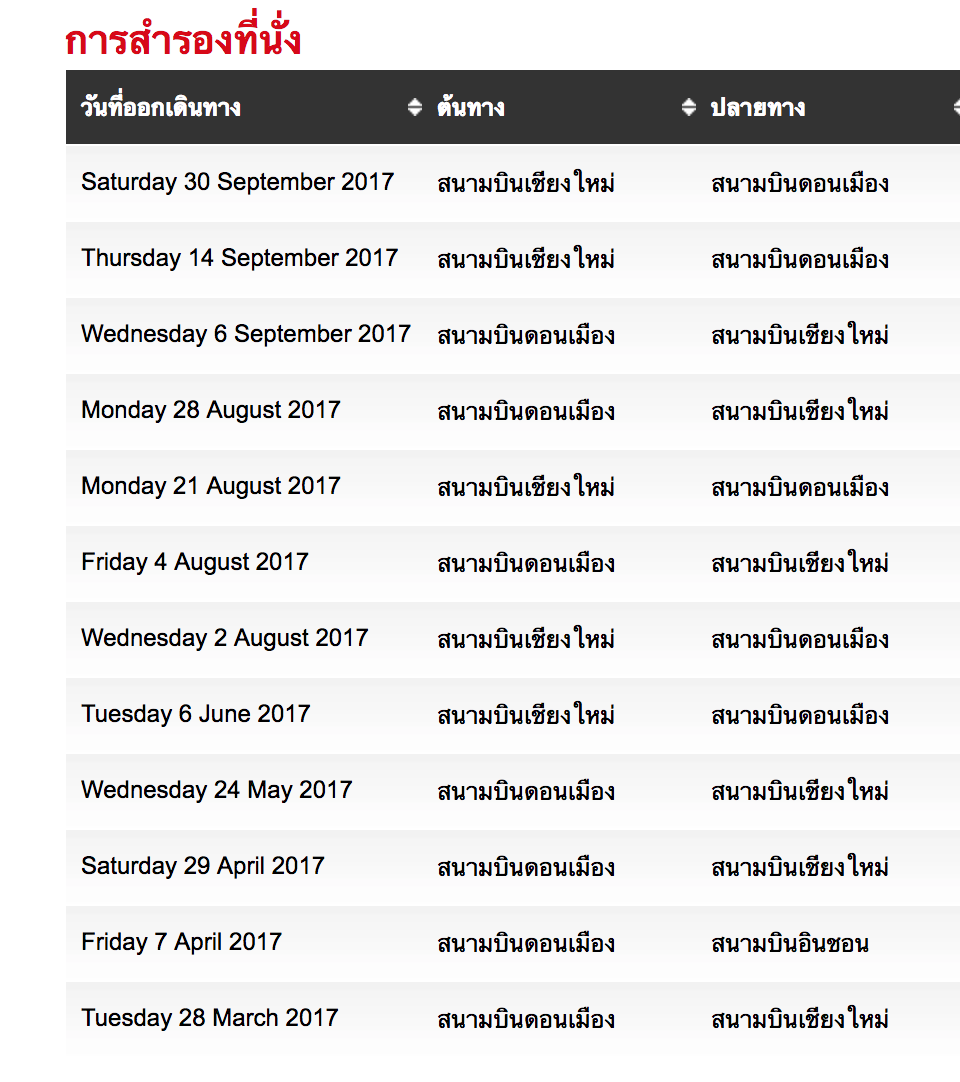 การสำรองที่นั่ง
วันที่ออกเดินทาง ต้นทาง ปลายทาง
Saturday 30 September 2017 สนามบินเชียงใหม่ สนามบินดอนเมือง
Thursday 14 September 2017 สนามบินเชียงใหม่ สนามบินดอนเมือง
Wednesday 6 September 2017 สนามบินดอนเมือง สนามบินเชียงใหม่
Monday 28 August 2017 สนามบินดอนเมือง สนามบินเชียงใหม่
Monday 21 August 2017 สนามบินเชียงใหม่ สนามบินดอนเมือง
Friday 4 August 2017 สนามบินดอนเมือง สนามบินเชียงใหม่
Wednesday 2 August 2017 สนามบินเชียงใหม่ สนามบินดอนเมือง
Tuesday 6 June 2017 สนามบินเชียงใหม่ สนามบินดอนเมือง
Wednesday 24 May 2017 สนามบินดอนเมือง สนามบินเชียงใหม่
Saturday 29 April 2017 สนามบินดอนเมือง สนามบินเชียงใหม่
Friday 7 April 2017 สนามบินดอนเมือง สนามบินอินชอน
Tuesday 28 March 2017 สนามบินดอนเมือง สนามบินเชียงใหม่